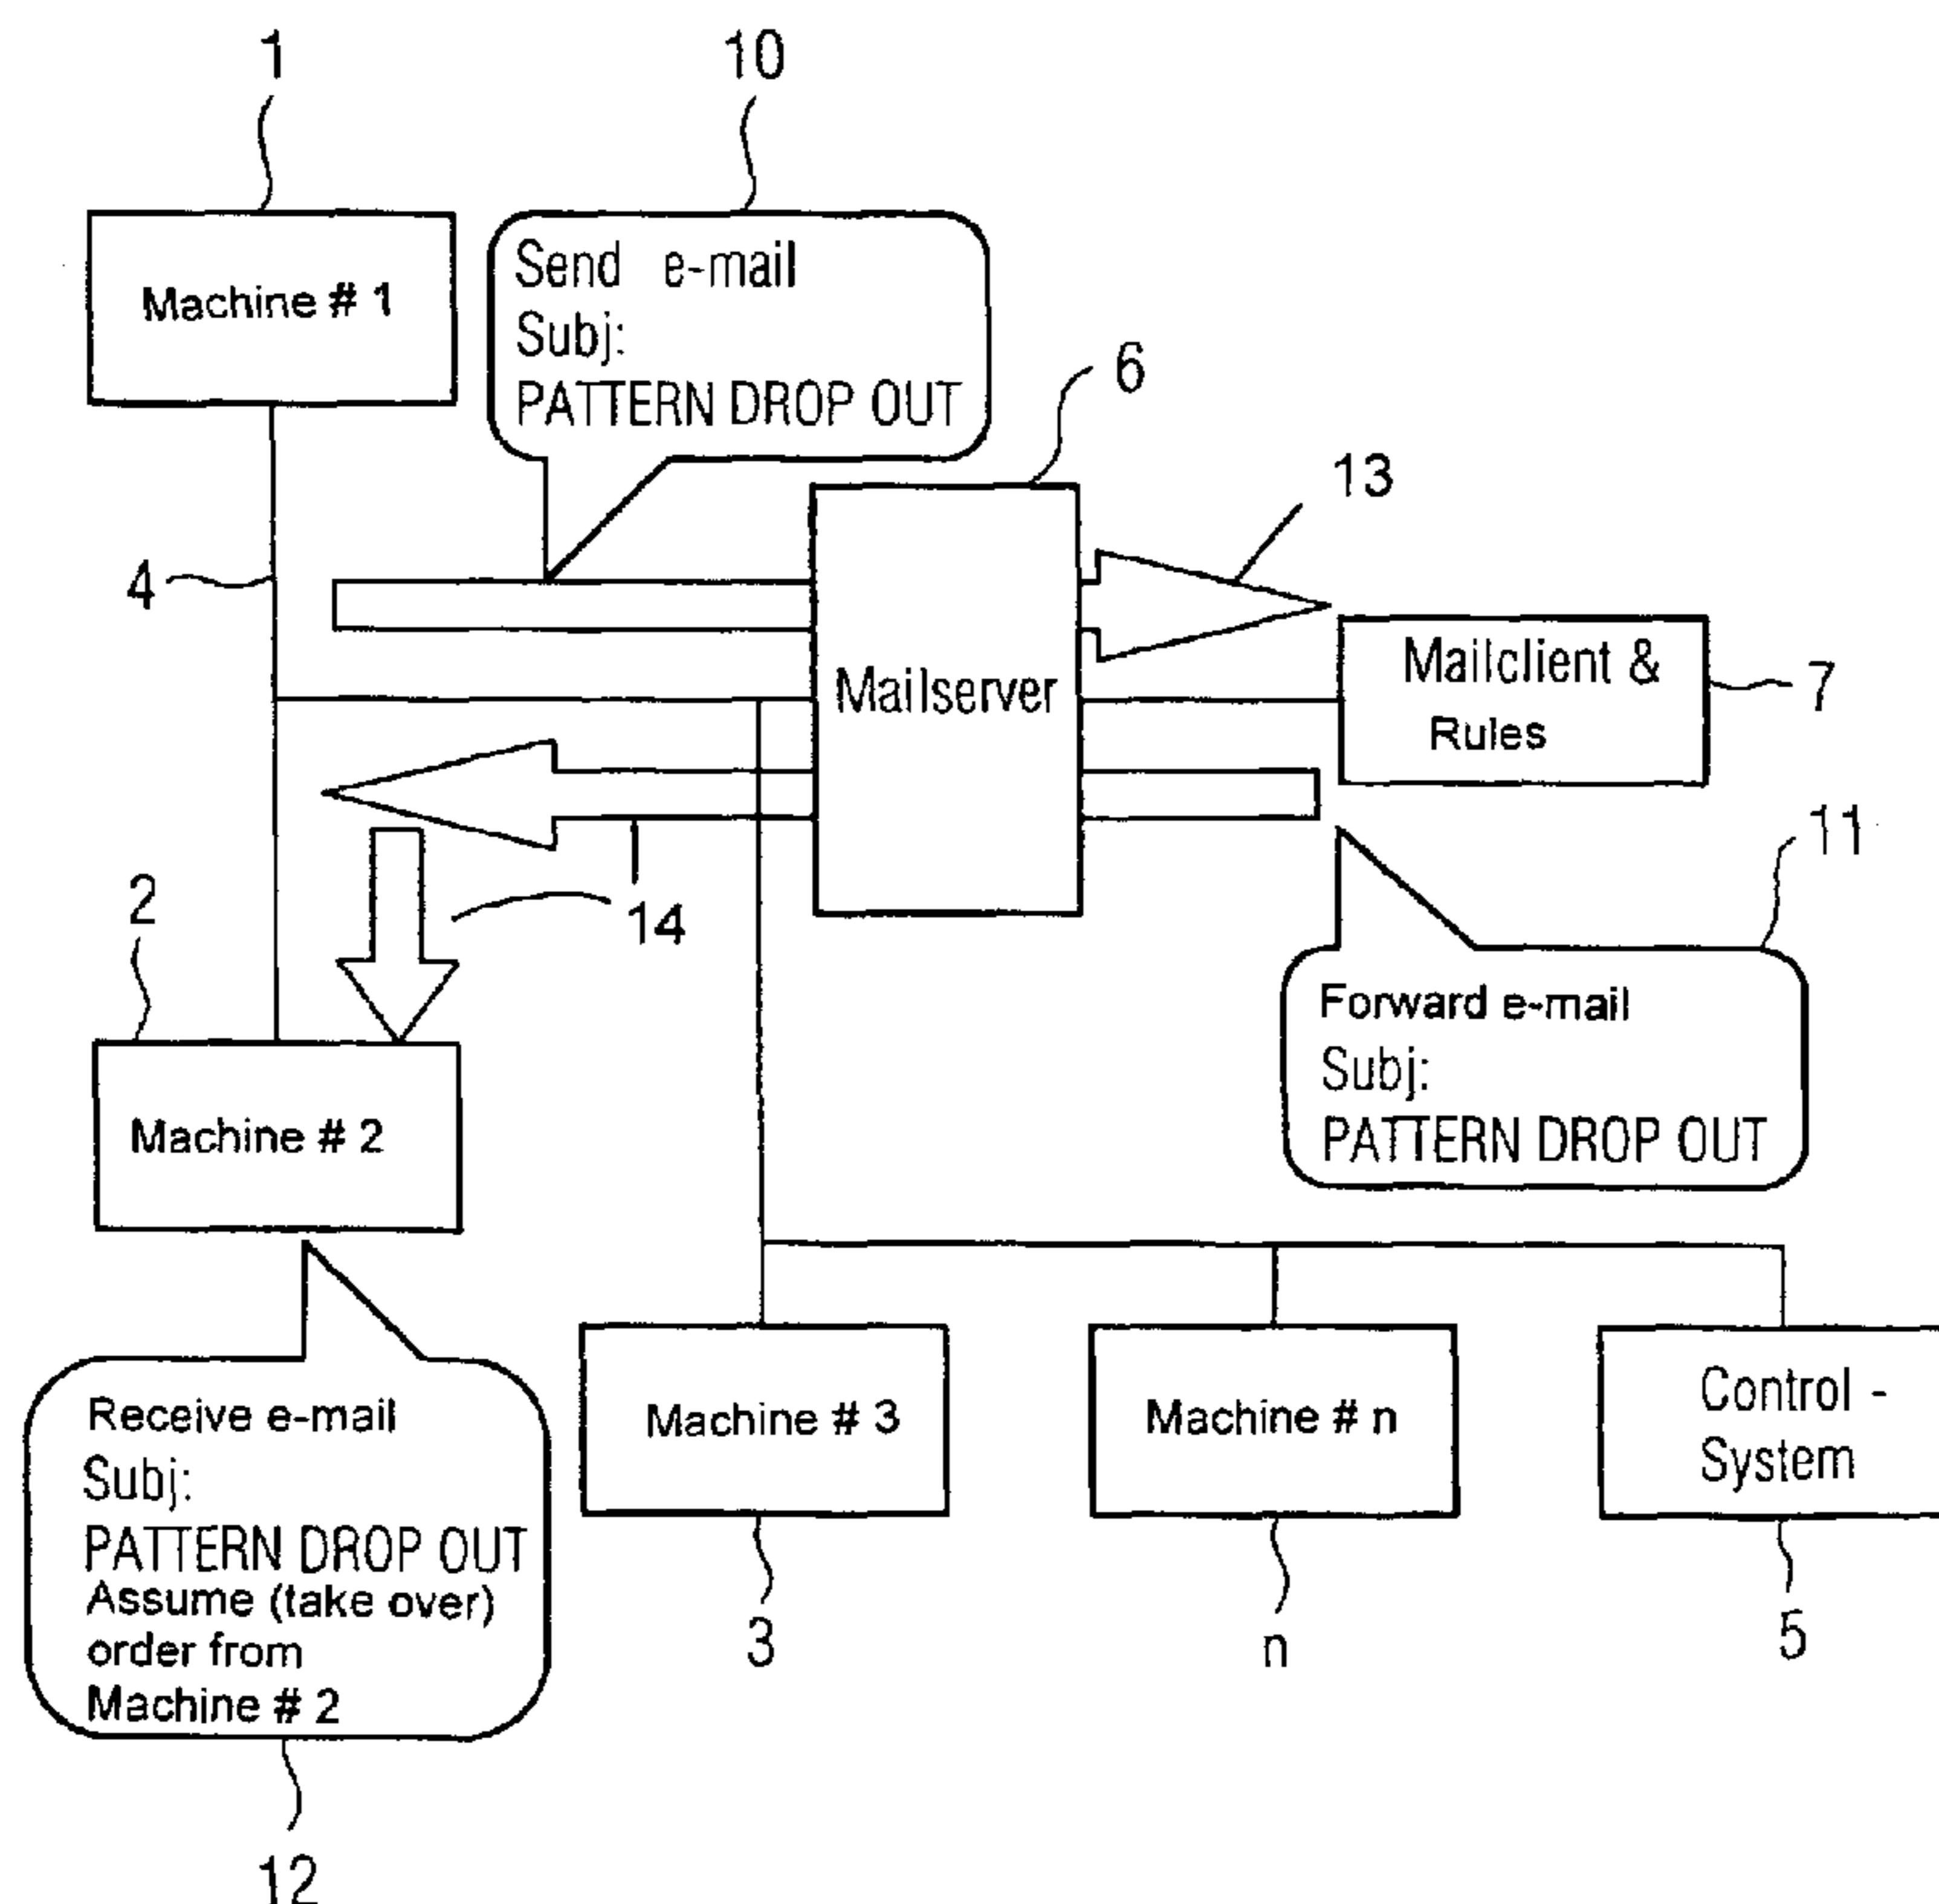 1
10
Machine # 1
Send e-mail
Subj:
PATTERN DROP OUT
6
13
4
Mailserver
Mailclient &
Rules
7
11
2
14
Forward e-mail
Subj:
PATTERN DROP OUT
Machine # 2
Receive e-mail
Subj:
PATTERN DROP OUT
Assume (take over)
order from
Machine # 2
Machine # 3
Machine # n
Control -
System
3
n
5
12